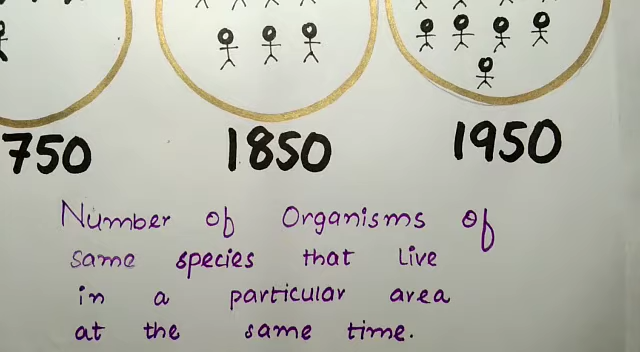 750 1850 1950
Number of Organisms of
same species that live
in a particular area
at the same time.